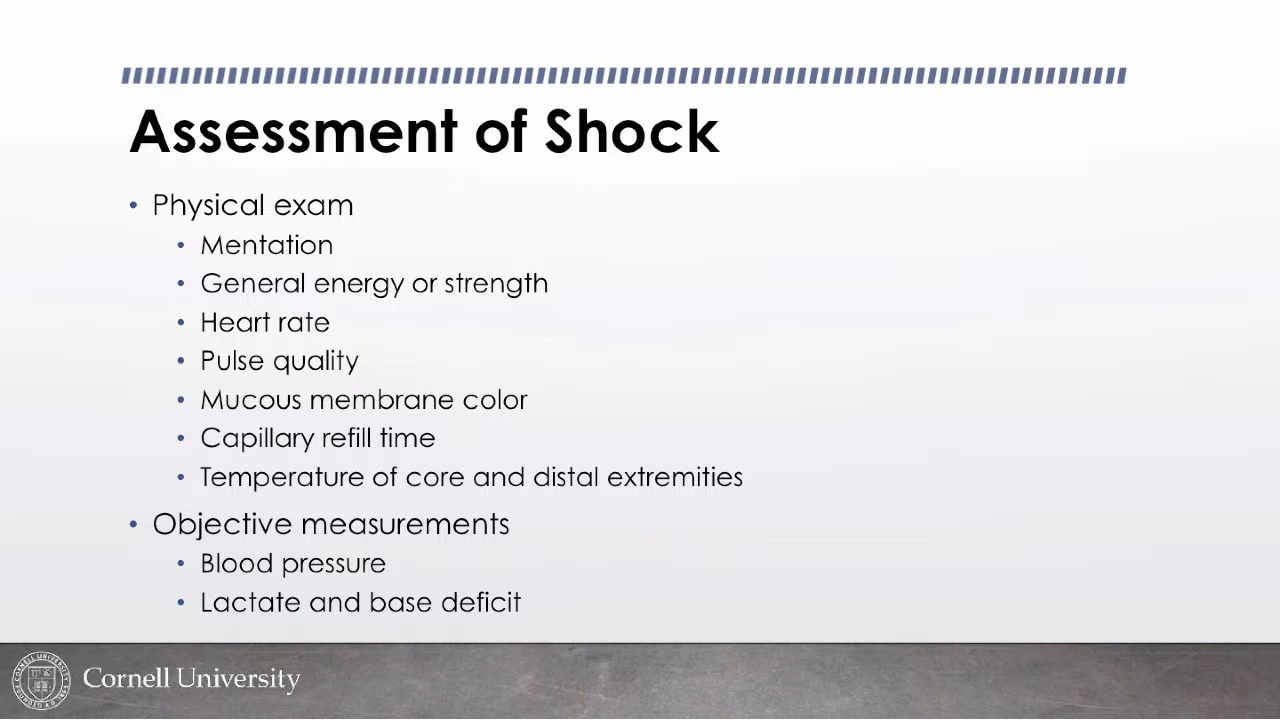 Assessment of Shock
• Physical exam
• Mentation
• General energy or strength
• Heart rate
• Pulse quality
• Mucous membrane color
• Capillary refill time
• Temperature of core and distal extremities
• Objective measurements
• Blood pressure
• Lactate and base deficit
Cornell University